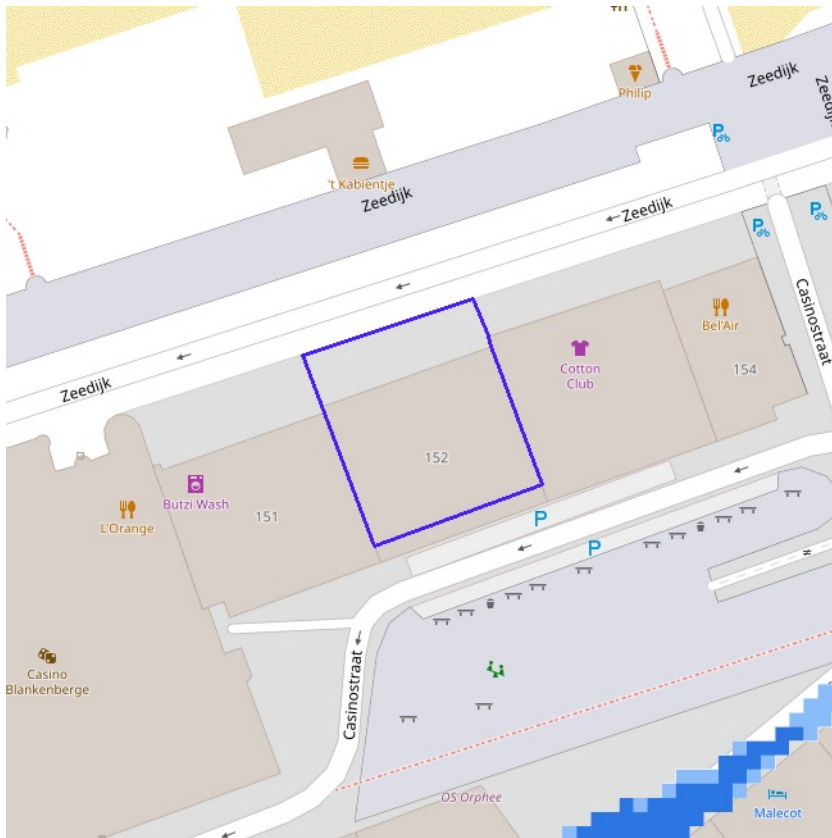 Zeedijk
Zeedijk
Philip
't Kabientje
Zeedijk
Zeedijk
Casinostraat
Bel'Air
Cotton
Club
154
Zeedijk
152
Butzi Wash
151
L'Orange
P
P
Casino
Blankenberge
Casinostraat
OS Orphee
Malecot